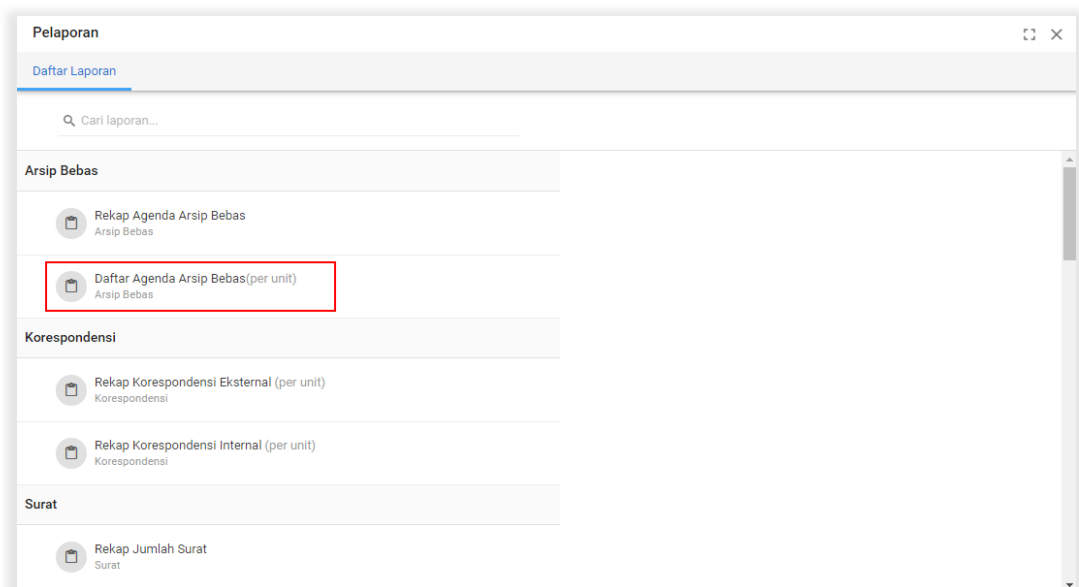 Pelaporan
Daftar Laporan
Cari laporan...
Arsip Bebas
Rekap Agenda Arsip Bebas
Arsip Bebas
Daftar Agenda Arsip Bebas(per unit)
Arsip Bebas
Korespondensi
Rekap Korespondensi Eksternal (per unit)
Korespondensi
Rekap Korespondensi Internal (per unit)
Korespondensi
Surat
Rekap Jumlah Surat
Surat